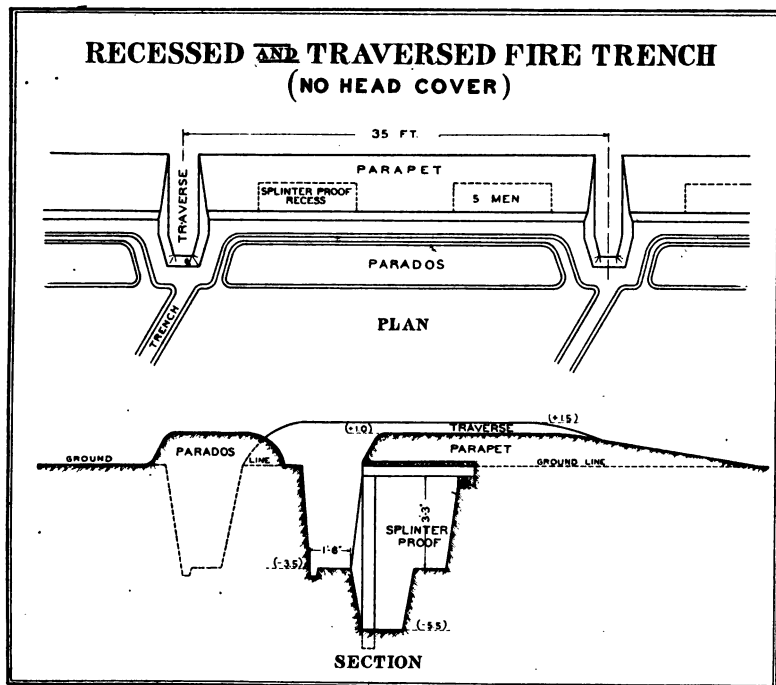 RECESSED AND TRAVERSED FIRE TRENCH
(NO HEAD COVER)
35 FT.
PARAPET
TRAVERSE
SPLINTER PROOF
RECESS
5 MEN
PARADOS
TRENCH
PLAN
(+1.0)
TRAVERSE
(+1.5)
PARADOS
PARAPET
GROUND
LINE
GROUND LINE
SPLINTER
PROOF
3'-3"
1'-6"
(-3.5)
(-5.5)
SECTION